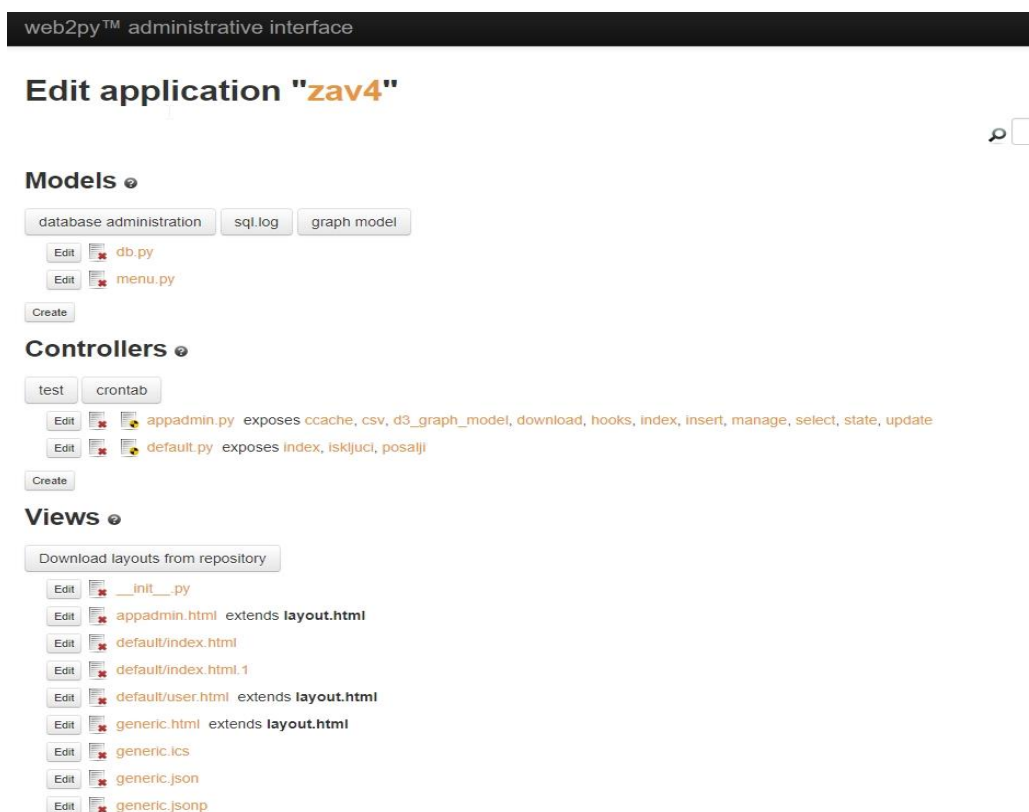 web2py™ administrative interface
Edit application "zav4"
Models
database administration sql.log graph model
Edit db.py
Edit menu.py
Create
Controllers
test crontab
Edit appadmin.py exposes ccache, csv, d3_graph_model, download, hooks, index, insert, manage, select, state, update
Edit default.py exposes index, iskljuci, posalji
Create
Views
Download layouts from repository
Edit __init__.py
Edit appadmin.html extends layout.html
Edit default/index.html
Edit default/index.html.1
Edit default/user.html extends layout.html
Edit generic.html extends layout.html
Edit generic.ics
Edit generic.json
Edit generic.jsonp